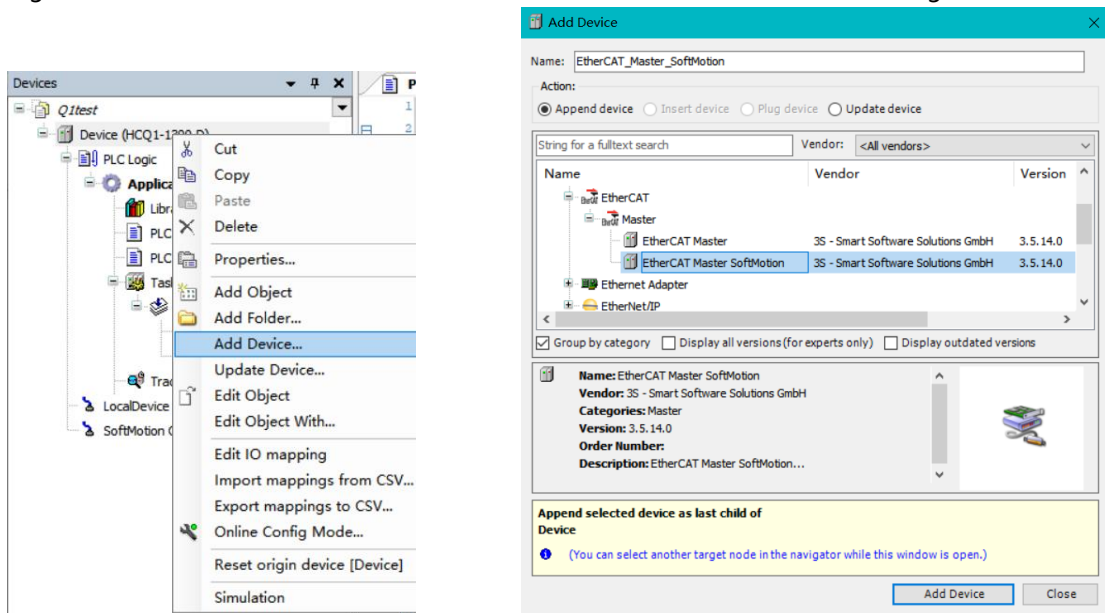 Devices
Q1test
Device (HCQ1-1300-D)
PLC Logic
Applica
Libr
PLC
PLC
Tas
Trac
LocalDevice
SoftMotion
P
1
2
Cut
Copy
Paste
Delete
Properties...
Add Object
Add Folder...
Add Device...
Update Device...
Edit Object
Edit Object With...
Edit IO mapping
Import mappings from CSV...
Export mappings to CSV...
Online Config Mode...
Reset origin device [Device]
Simulation
Add Device
Name: EtherCAT_Master_SoftMotion
Action:
Append device Insert device Plug device Update device
String for a fulltext search Vendor: <All vendors>
Name Vendor Version
EtherCAT
Master
EtherCAT Master 3S - Smart Software Solutions GmbH 3.5.14.0
EtherCAT Master SoftMotion 3S - Smart Software Solutions GmbH 3.5.14.0
Ethernet Adapter
EtherNet/IP
Group by category Display all versions (for experts only) Display outdated versions
Name: EtherCAT Master SoftMotion
Vendor: 3S - Smart Software Solutions GmbH
Categories: Master
Version: 3.5.14.0
Order Number:
Description: EtherCAT Master SoftMotion...
Append selected device as last child of
Device
(You can select another target node in the navigator while this window is open.)
Add Device Close